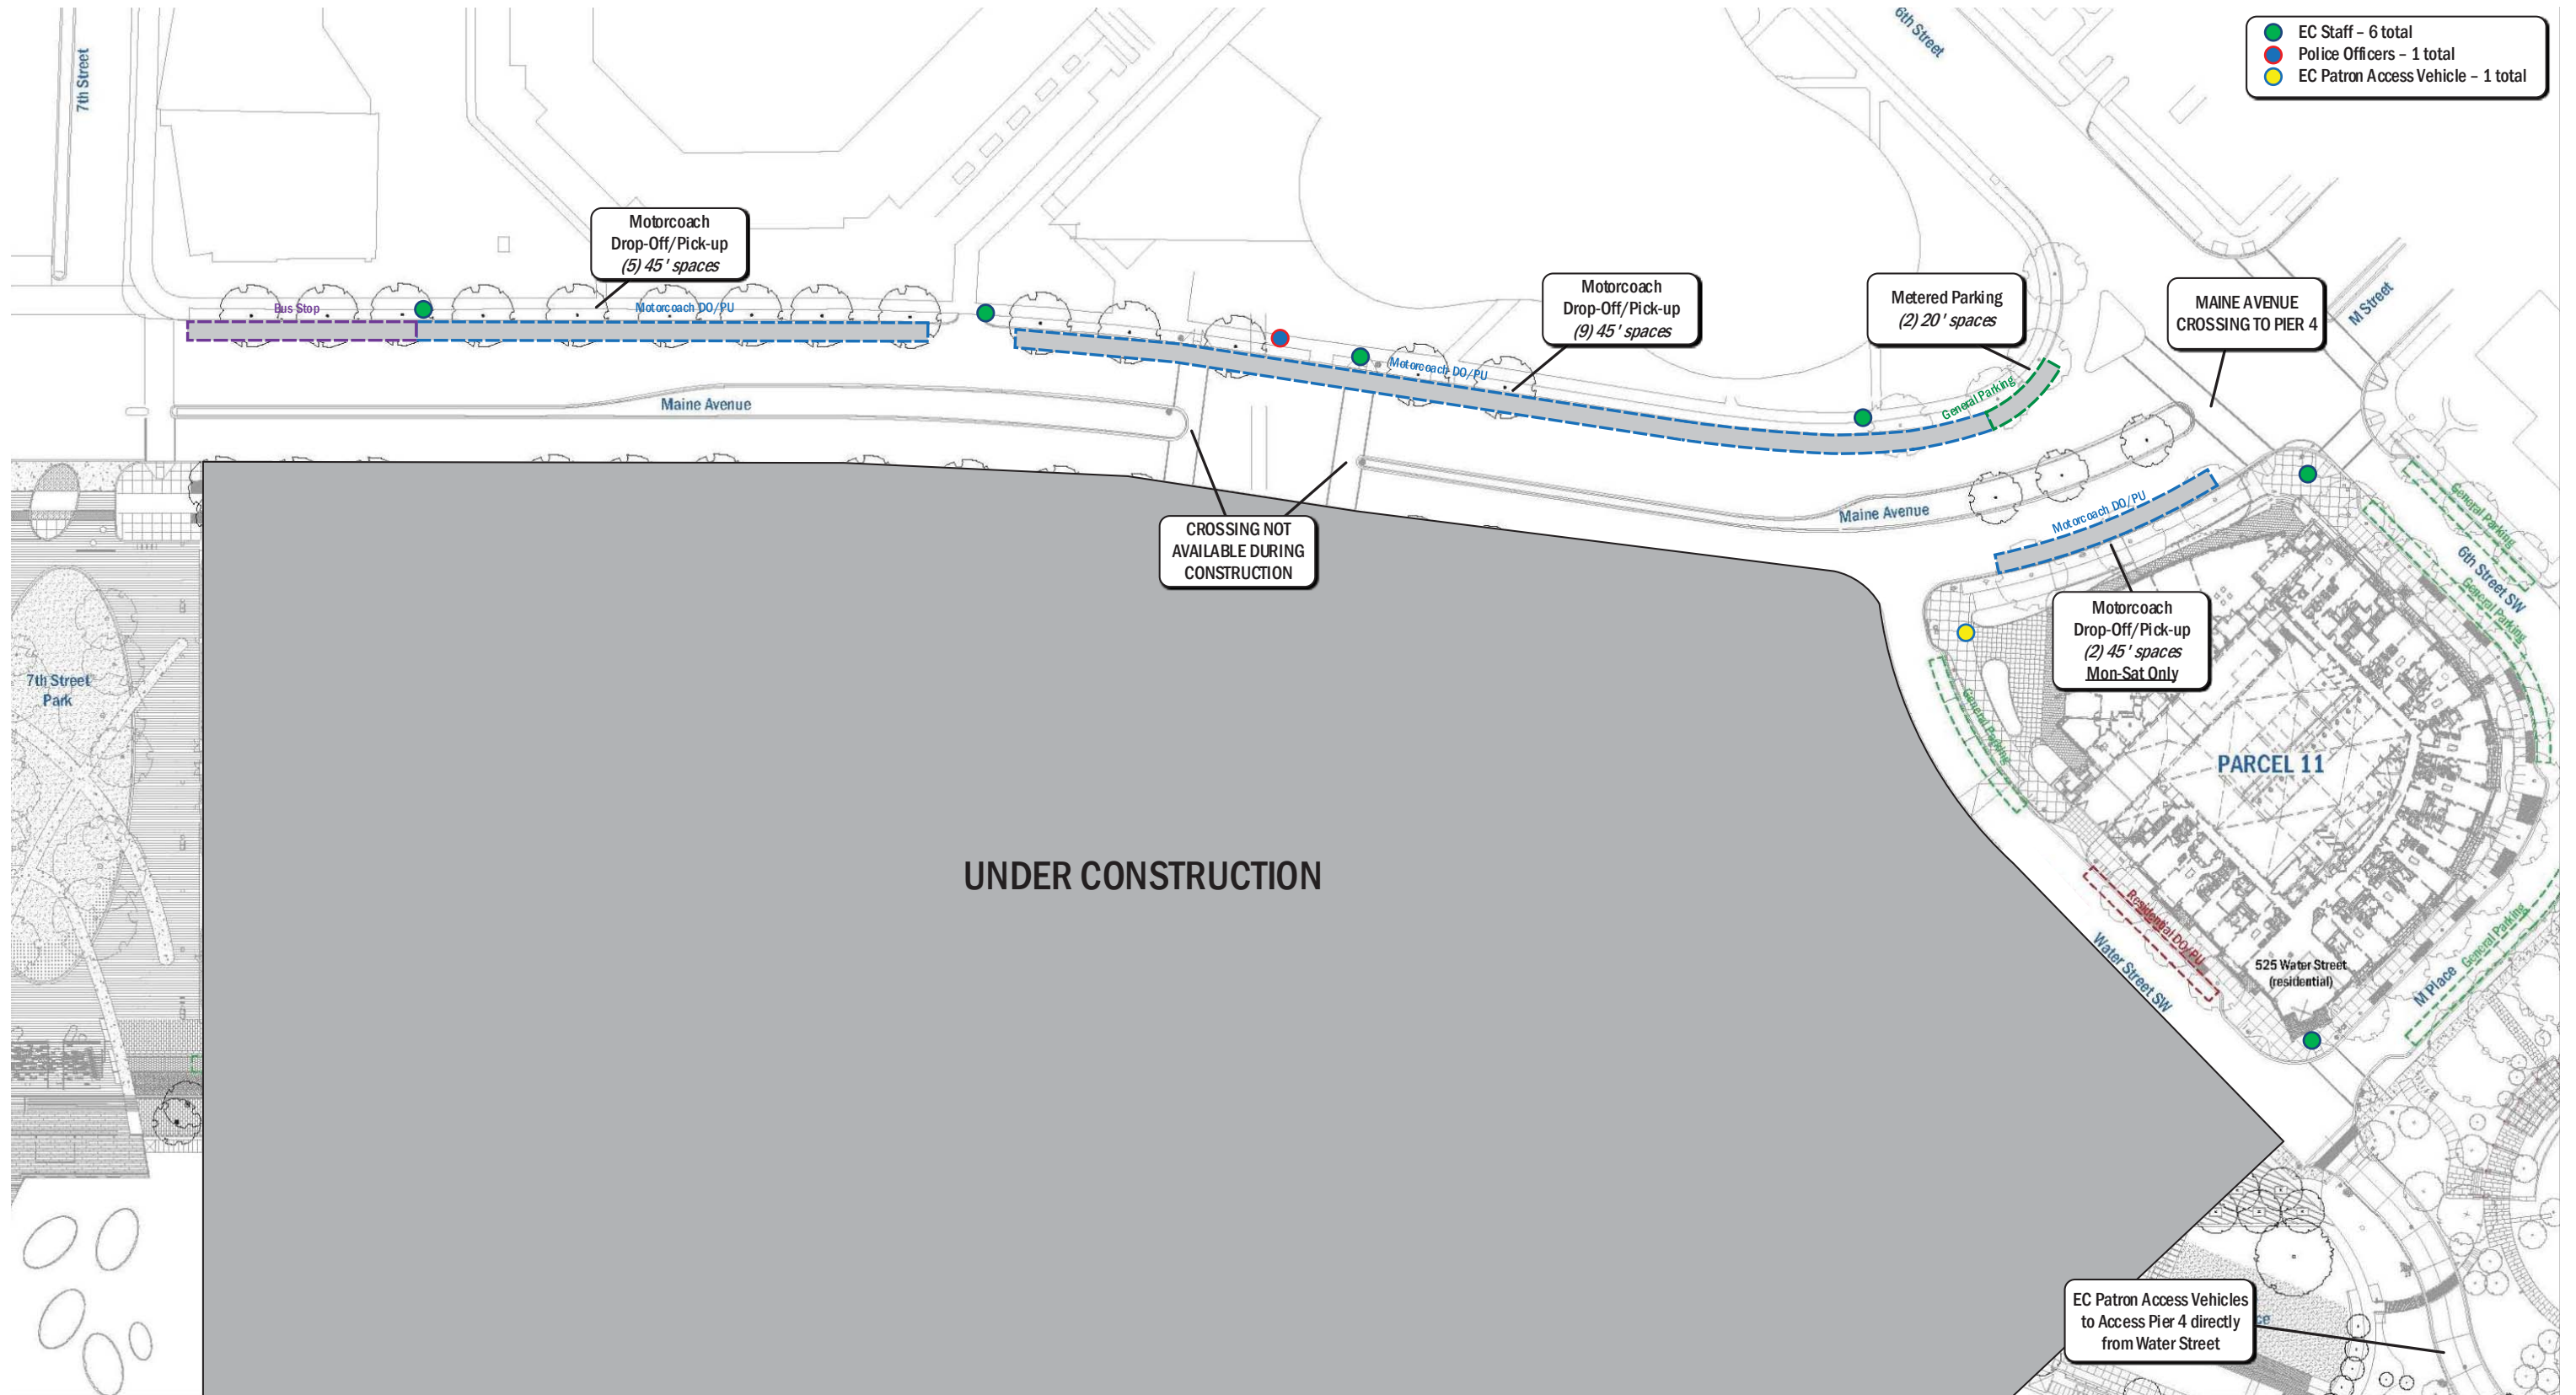 7th Street
6th Street
EC Staff – 6 total
Police Officers – 1 total
EC Patron Access Vehicle – 1 total
Motorcoach
Drop-Off/Pick-up
(5) 45' spaces
Motorcoach
Drop-Off/Pick-up
(9) 45' spaces
Metered Parking
(2) 20' spaces
MAINE AVENUE
CROSSING TO PIER 4
M Street
Bus Stop
Motorcoach DO/PU
Motorcoach DO/PU
General Parking
Maine Avenue
Maine Avenue
Motorcoach DO/PU
General Parking
6th Street SW
General Parking
CROSSING NOT
AVAILABLE DURING
CONSTRUCTION
Motorcoach
Drop-Off/Pick-up
(2) 45' spaces
Mon-Sat Only
7th Street
Park
General Parking
PARCEL 11
UNDER CONSTRUCTION
Residential DO/PU
Water Street SW
525 Water Street
(residential)
M Place
General Parking
EC Patron Access Vehicles
to Access Pier 4 directly
from Water Street